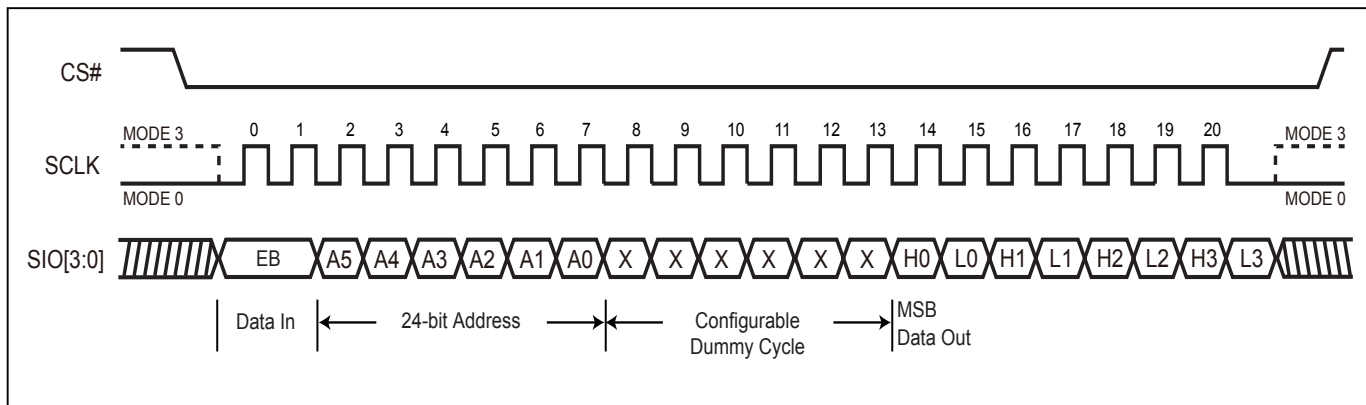 CS#
MODE 3 0 1 2 3 4 5 6 7 8 9 10 11 12 13 14 15 16 17 18 19 20 MODE 3
SCLK
MODE 0 MODE 0
SIO[3:0] EB A5 A4 A3 A2 A1 A0 X X X X X X H0 L0 H1 L1 H2 L2 H3 L3
Data In 24-bit Address Configurable MSB
Dummy Cycle Data Out